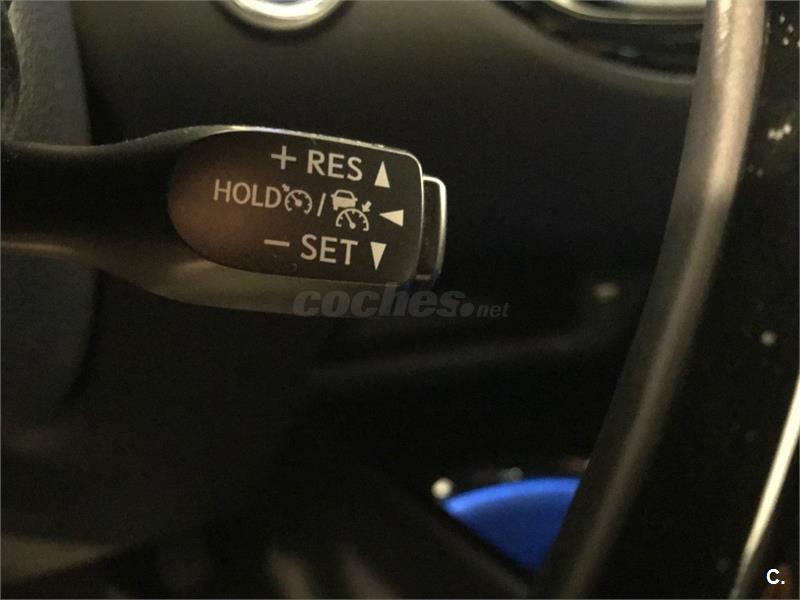 + RES
HOLD /
- SET
coches.net
C.